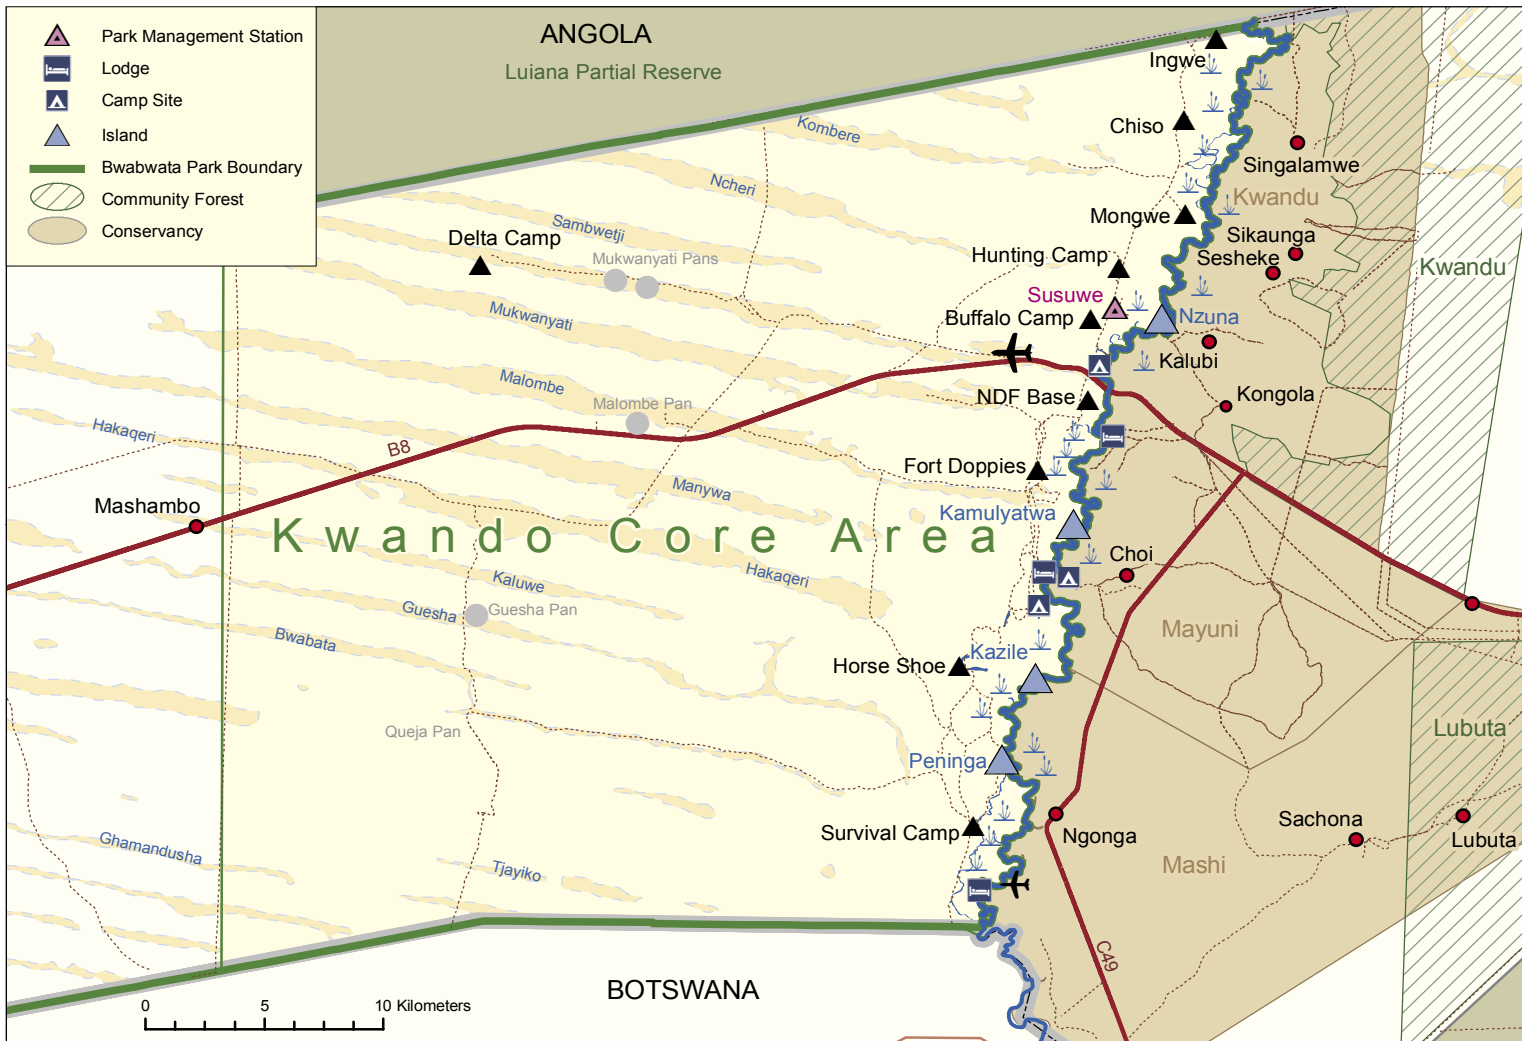 Park Management Station
Lodge
Camp Site
Island
Bwabwata Park Boundary
Community Forest
Conservancy
ANGOLA
Luiana Partial Reserve
Ingwe
Kombere
Chiso
Singalamwe
Ncheri
Kwandu
Mongwe
Sambwetji
Delta Camp
Sikaunga
Mukwanyati Pans
Hunting Camp
Sesheke
Kwandu
Susuwe
Mukwanyati
Buffalo Camp
Nzuna
Kalubi
Malombe
NDF Base
Kongola
Malombe Pan
Hakaqeri
B8
Fort Doppies
Manywa
Mashambo
Kamulyatwa
Kwando Core Area
Choi
Hakaqeri
Kaluwe
Guesha
Guesha Pan
Mayuni
Bwabata
Kazile
Horse Shoe
Queja Pan
Lubuta
Peninga
Sachona
Survival Camp
Ngonga
Lubuta
Ghamandusha
Mashi
Tjayiko
C49
BOTSWANA
0 5 10 Kilometers